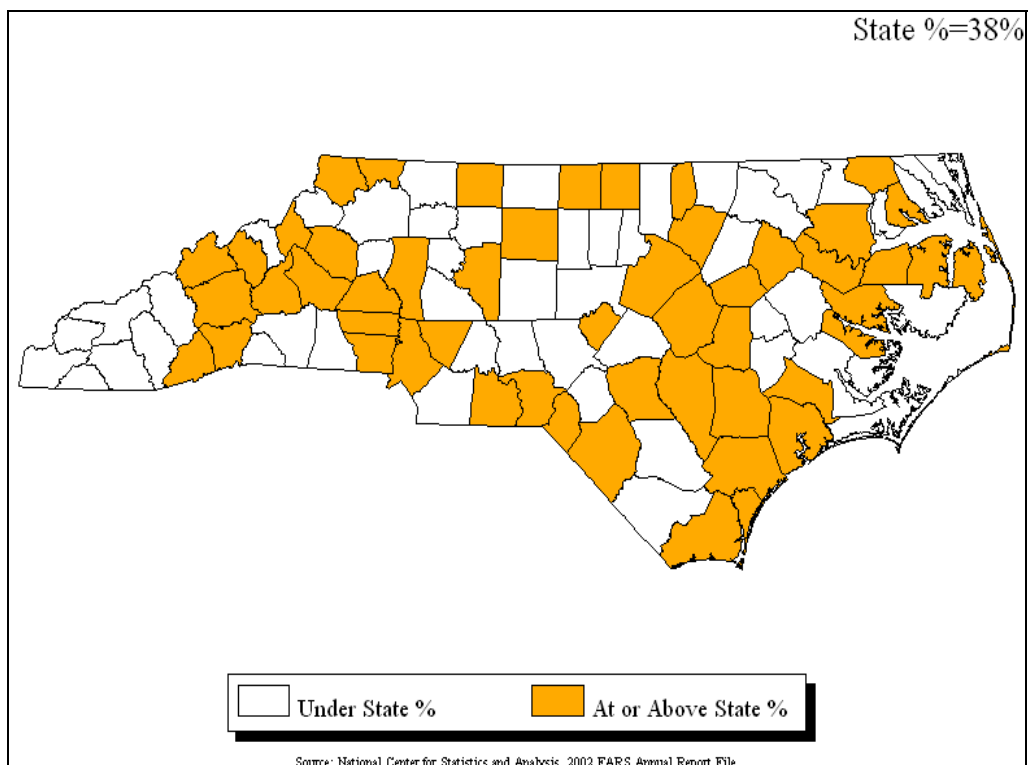 State %=38%
Under State %
At or Above State %
Source: National Center for Statistics and Analysis, 2002 FARS Annual Report File